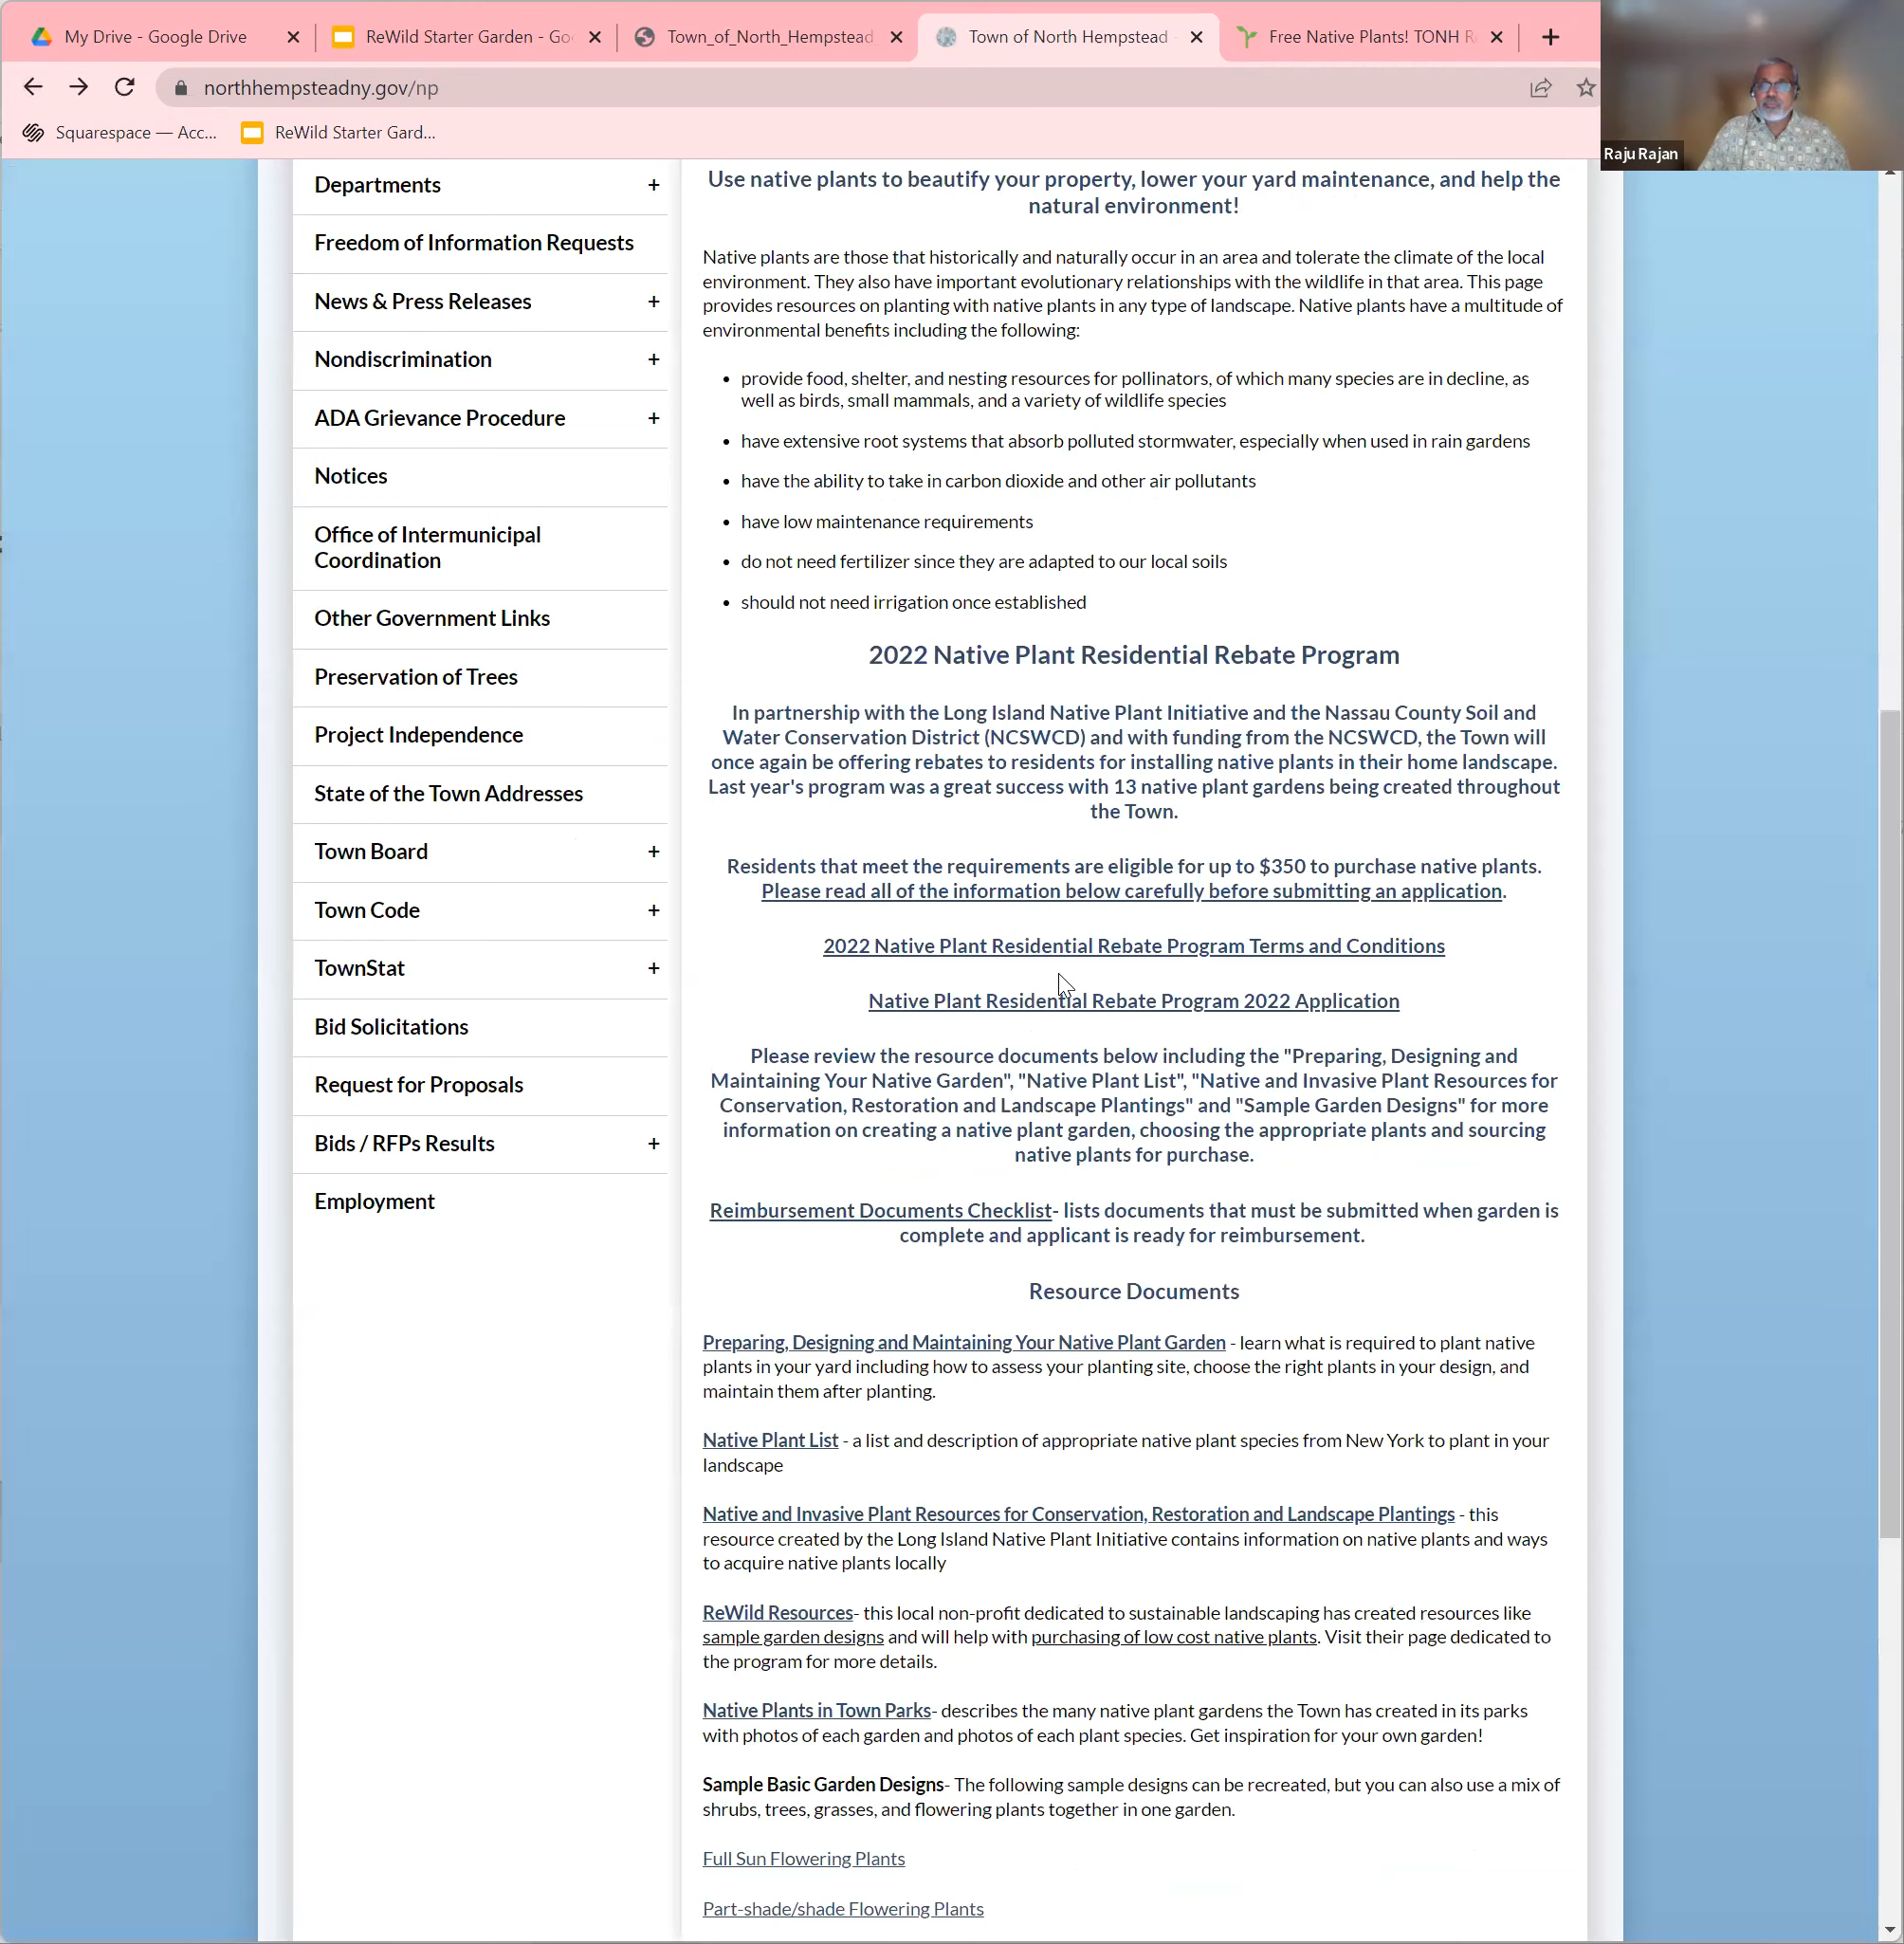 My Drive - Google Drive
ReWild Starter Garden - Go
Town_of_North_Hempstead
Town of North Hempstead -
Free Native Plants! TONH R
northhempsteadny.gov/np
Squarespace — Acc...
ReWild Starter Gard...
Raju Rajan
Departments +
Freedom of Information Requests
News & Press Releases +
Nondiscrimination +
ADA Grievance Procedure +
Notices
Office of Intermunicipal
Coordination
Other Government Links
Preservation of Trees
Project Independence
State of the Town Addresses
Town Board +
Town Code +
TownStat +
Bid Solicitations
Request for Proposals
Bids / RFPs Results +
Employment
Use native plants to beautify your property, lower your yard maintenance, and help the
natural environment!
Native plants are those that historically and naturally occur in an area and tolerate the climate of the local
environment. They also have important evolutionary relationships with the wildlife in that area. This page
provides resources on planting with native plants in any type of landscape. Native plants have a multitude of
environmental benefits including the following:
• provide food, shelter, and nesting resources for pollinators, of which many species are in decline, as
well as birds, small mammals, and a variety of wildlife species
• have extensive root systems that absorb polluted stormwater, especially when used in rain gardens
• have the ability to take in carbon dioxide and other air pollutants
• have low maintenance requirements
• do not need fertilizer since they are adapted to our local soils
• should not need irrigation once established
2022 Native Plant Residential Rebate Program
In partnership with the Long Island Native Plant Initiative and the Nassau County Soil and
Water Conservation District (NCSWCD) and with funding from the NCSWCD, the Town will
once again be offering rebates to residents for installing native plants in their home landscape.
Last year's program was a great success with 13 native plant gardens being created throughout
the Town.
Residents that meet the requirements are eligible for up to $350 to purchase native plants.
Please read all of the information below carefully before submitting an application.
2022 Native Plant Residential Rebate Program Terms and Conditions
Native Plant Residential Rebate Program 2022 Application
Please review the resource documents below including the "Preparing, Designing and
Maintaining Your Native Garden", "Native Plant List", "Native and Invasive Plant Resources for
Conservation, Restoration and Landscape Plantings" and "Sample Garden Designs" for more
information on creating a native plant garden, choosing the appropriate plants and sourcing
native plants for purchase.
Reimbursement Documents Checklist- lists documents that must be submitted when garden is
complete and applicant is ready for reimbursement.
Resource Documents
Preparing, Designing and Maintaining Your Native Plant Garden - learn what is required to plant native
plants in your yard including how to assess your planting site, choose the right plants in your design, and
maintain them after planting.
Native Plant List - a list and description of appropriate native plant species from New York to plant in your
landscape
Native and Invasive Plant Resources for Conservation, Restoration and Landscape Plantings - this
resource created by the Long Island Native Plant Initiative contains information on native plants and ways
to acquire native plants locally
ReWild Resources- this local non-profit dedicated to sustainable landscaping has created resources like
sample garden designs and will help with purchasing of low cost native plants. Visit their page dedicated to
the program for more details.
Native Plants in Town Parks- describes the many native plant gardens the Town has created in its parks
with photos of each garden and photos of each plant species. Get inspiration for your own garden!
Sample Basic Garden Designs- The following sample designs can be recreated, but you can also use a mix of
shrubs, trees, grasses, and flowering plants together in one garden.
Full Sun Flowering Plants
Part-shade/shade Flowering Plants